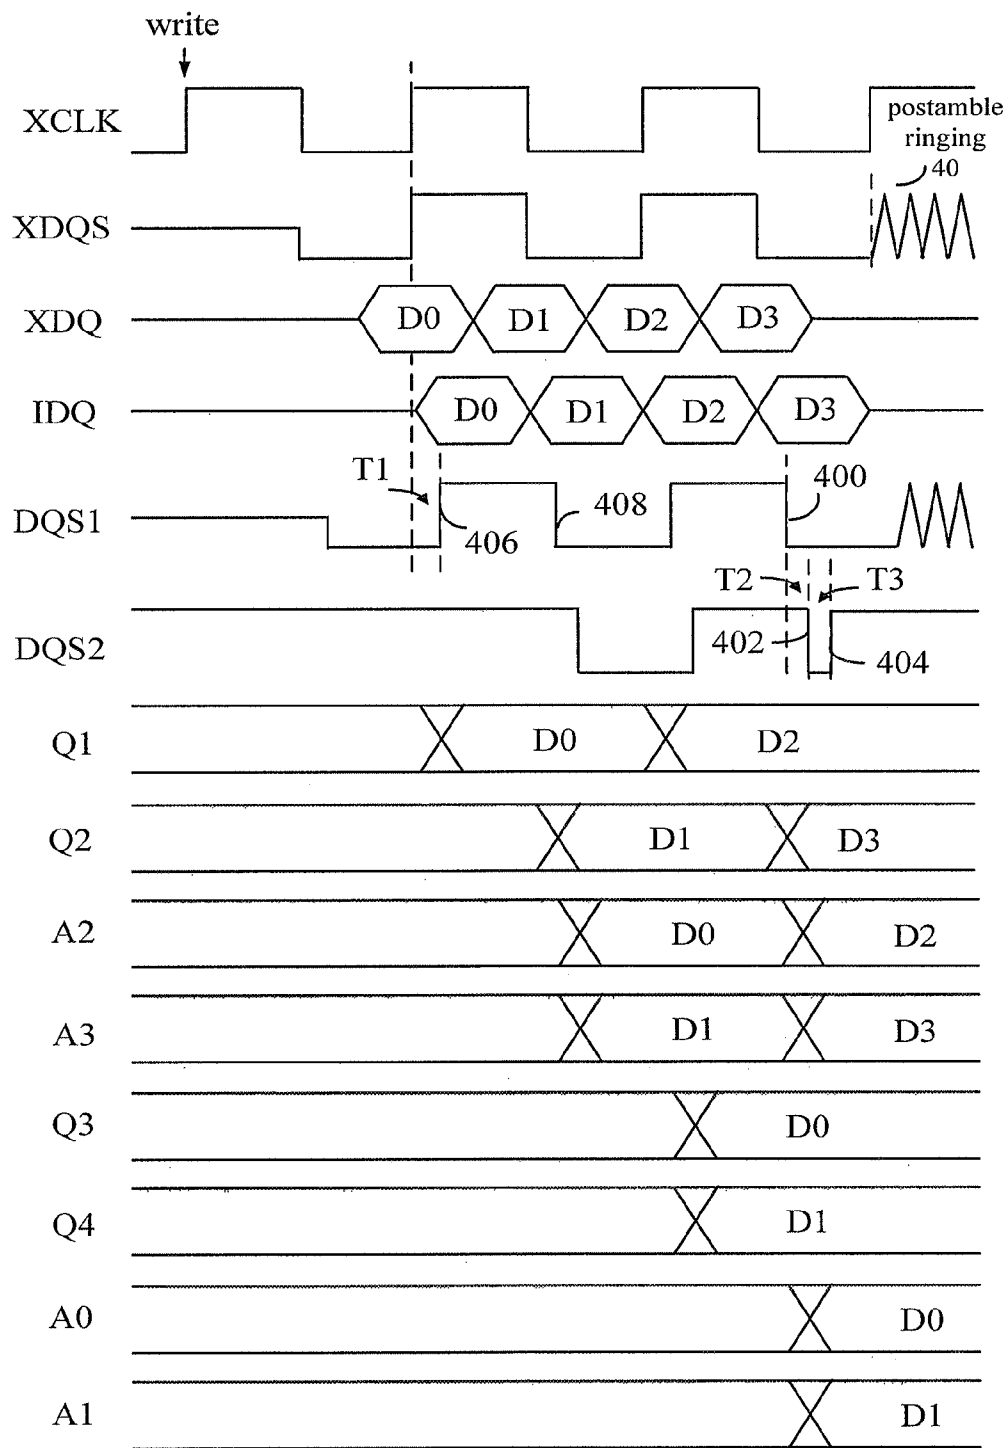 write
XCLK
postamble
ringing
40
XDQS
XDQ D0 D1 D2 D3
IDQ D0 D1 D2 D3
T1
400
408
DQS1
406
T2 T3
DQS2
402
404
Q1 D0 D2
Q2 D1 D3
A2 D0 D2
A3 D1 D3
Q3 D0
Q4 D1
A0 D0
A1 D1